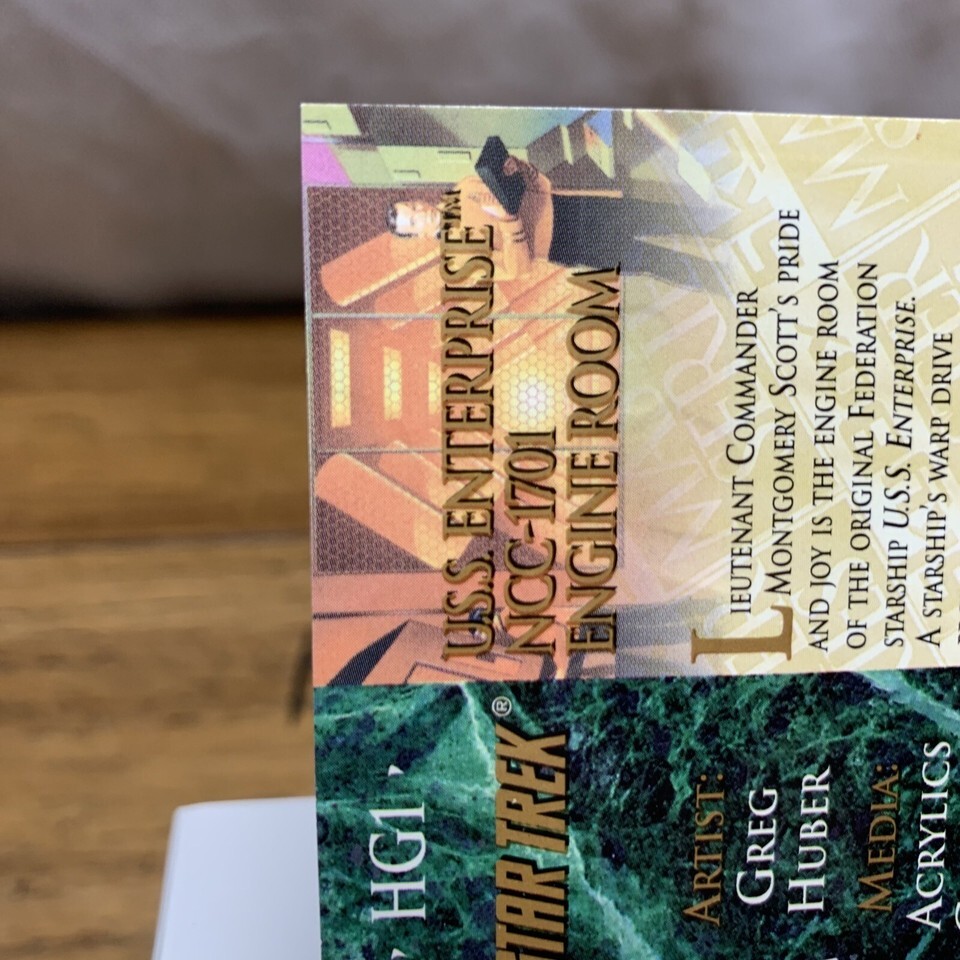 ' HG1 '
STAR TREK®
ARTIST:
GREG
HUBER
MEDIA:
ACRYLICS
U.S.S. ENTERPRISE™
NCC-1701
ENGINE ROOM
LIEUTENANT COMMANDER
MONTGOMERY SCOTT'S PRIDE
AND JOY IS THE ENGINE ROOM
OF THE ORIGINAL FEDERATION
STARSHIP U.S.S. ENTERPRISE.
A STARSHIP'S WARP DRIVE